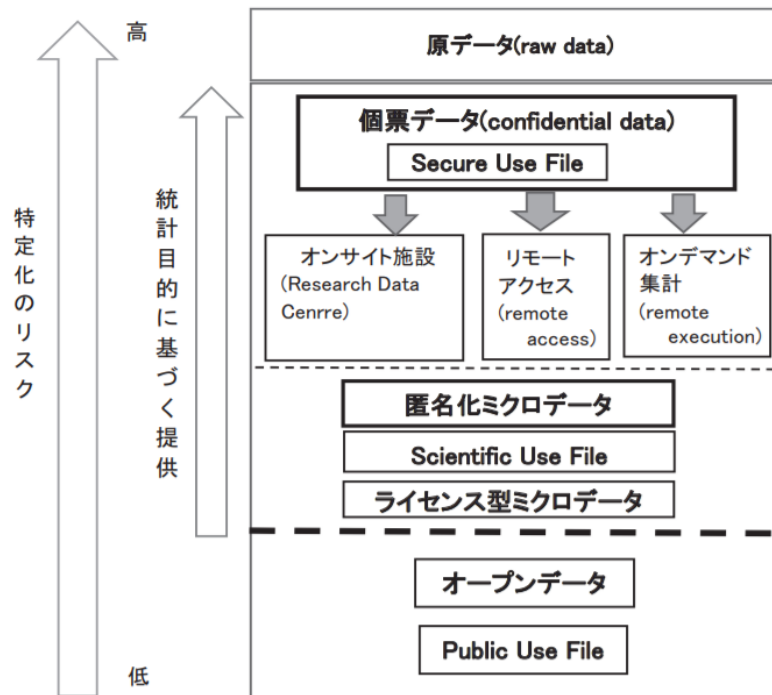 高
原データ(raw data)
個票データ(confidential data)
Secure Use File
特定化のリスク
統計目的に基づく提供
オンサイト施設
(Research Data
Cenrre)
リモート
アクセス
(remote
access)
オンデマンド
集計
(remote
execution)
匿名化ミクロデータ
Scientific Use File
ライセンス型ミクロデータ
オープンデータ
Public Use File
低